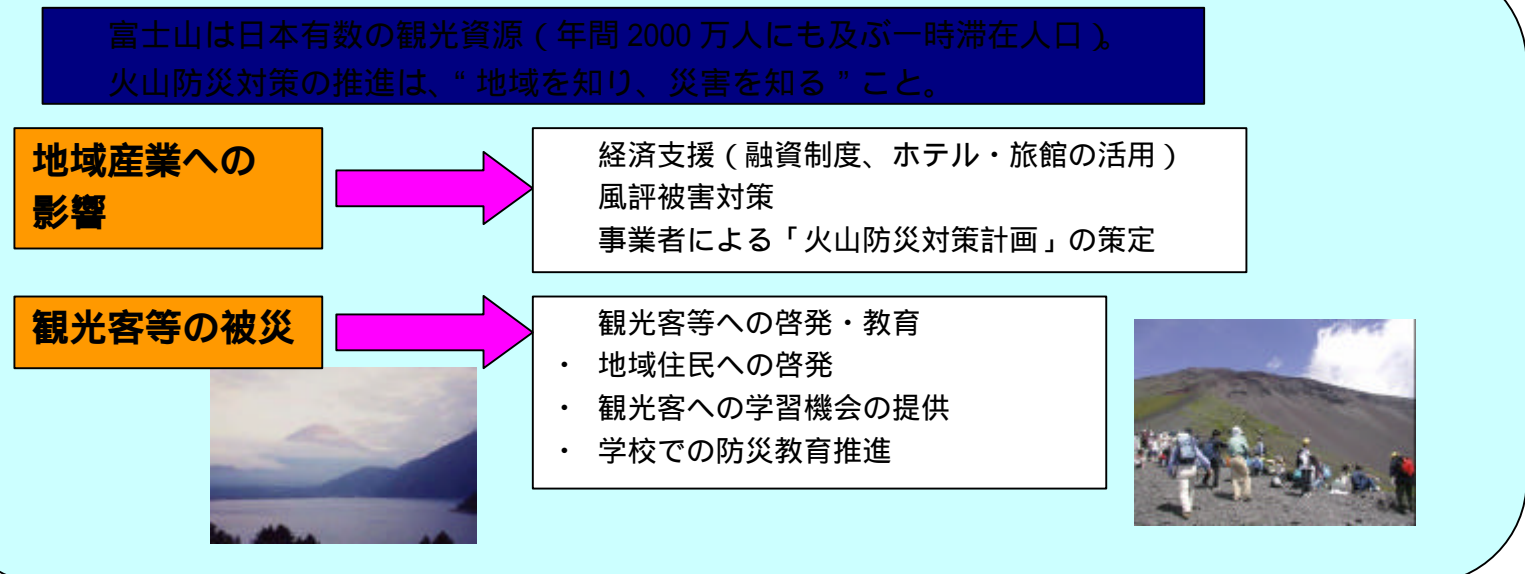 富士山は日本有数の観光資源（年間 2000 万人にも及ぶ一時滞在人口）。
火山防災対策の推進は、“地域を知り、災害を知る”こと。
地域産業への
影響
経済支援（融資制度、ホテル・旅館の活用）
風評被害対策
事業者による「火山防災対策計画」の策定
観光客等の被災
観光客等への啓発・教育
・ 地域住民への啓発
・ 観光客への学習機会の提供
・ 学校での防災教育推進